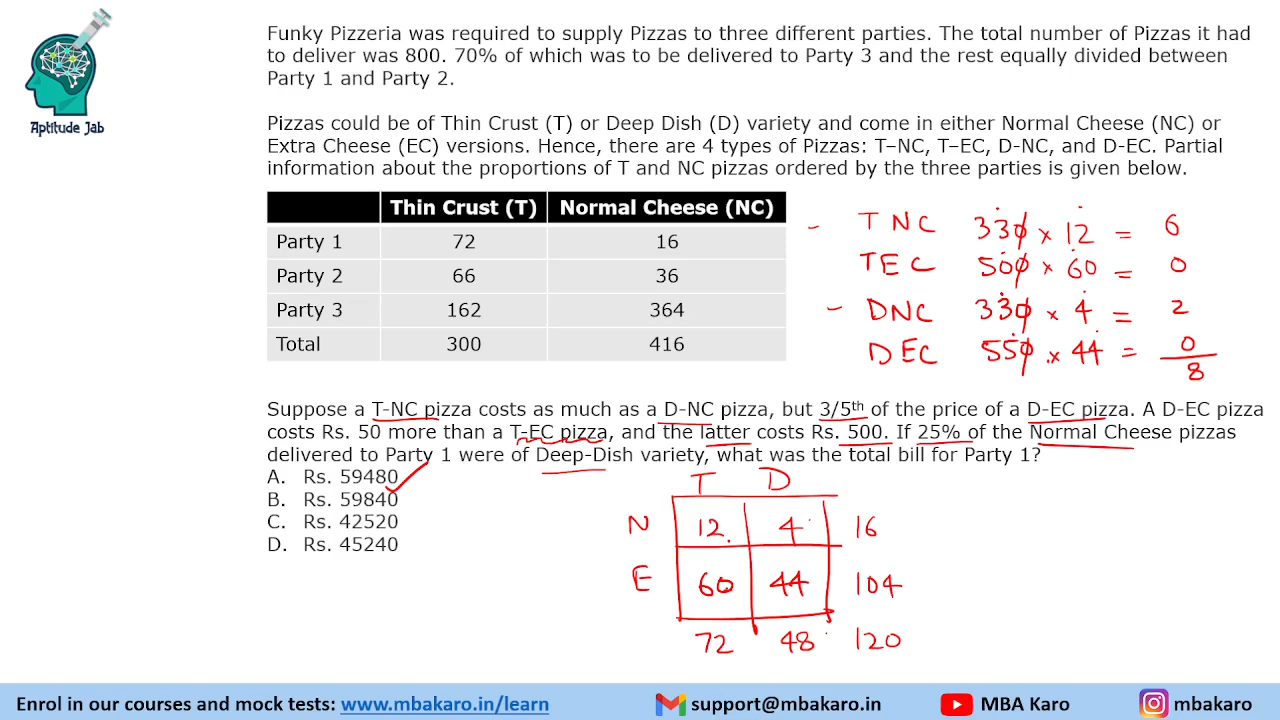 Funky Pizzeria was required to supply Pizzas to three different parties. The total number of Pizzas it had
to deliver was 800. 70% of which was to be delivered to Party 3 and the rest equally divided between
Party 1 and Party 2.
Aptitude Jab
Pizzas could be of Thin Crust (T) or Deep Dish (D) variety and come in either Normal Cheese (NC) or
Extra Cheese (EC) versions. Hence, there are 4 types of Pizzas: T–NC, T–EC, D-NC, and D-EC. Partial
information about the proportions of T and NC pizzas ordered by the three parties is given below.
Thin Crust (T) Normal Cheese (NC)
Party 1 72 16
Party 2 66 36
Party 3 162 364
Total 300 416
- TNC 330 × 12 = 6
TEC 500 × 60 = 0
- DNC 330 × 4 = 2
DEC 550 × 44 = 0
8
Suppose a T-NC pizza costs as much as a D-NC pizza, but 3/5th of the price of a D-EC pizza. A D-EC pizza
costs Rs. 50 more than a T-EC pizza, and the latter costs Rs. 500. If 25% of the Normal Cheese pizzas
delivered to Party 1 were of Deep-Dish variety, what was the total bill for Party 1?
A. Rs. 59480
B. Rs. 59840
C. Rs. 42520
D. Rs. 45240
T D
N 12 4 16
E 60 44 104
72 48 120
Enrol in our courses and mock tests: www.mbakaro.in/learn support@mbakaro.in MBA Karo mbakaro